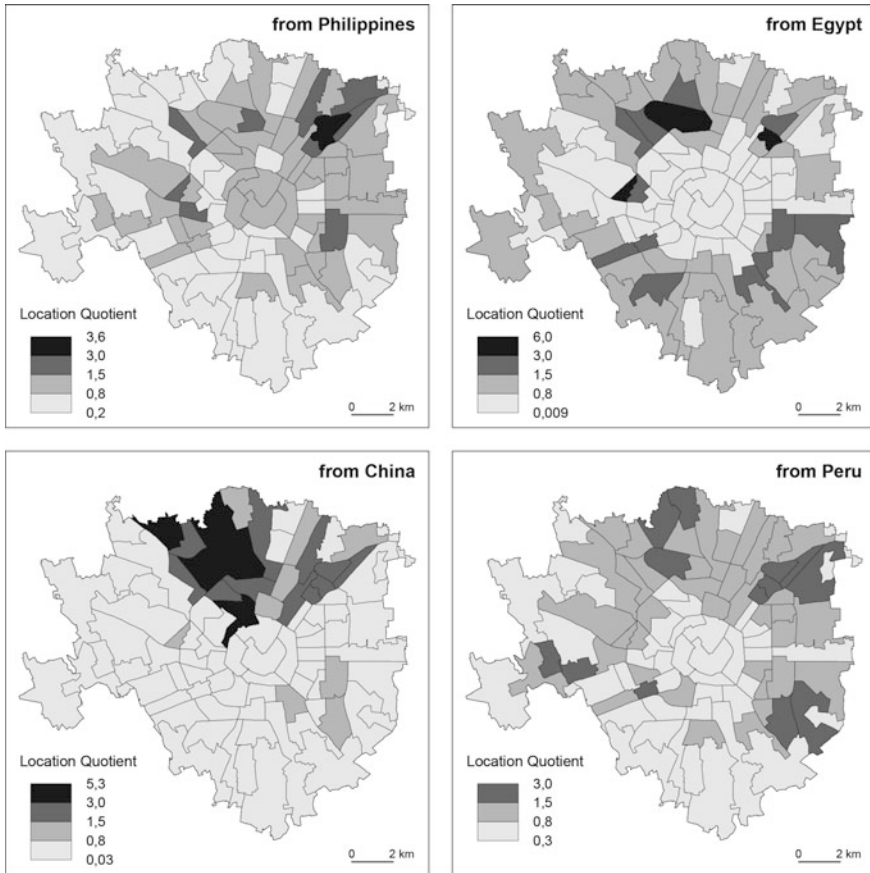 from Philippines
Location Quotient
3,6
3,0
1,5
0,8
0,2
0 2 km
from Egypt
Location Quotient
6,0
3,0
1,5
0,8
0,009
0 2 km
from China
Location Quotient
5,3
3,0
1,5
0,8
0,03
0 2 km
from Peru
Location Quotient
3,0
1,5
0,8
0,3
0 2 km